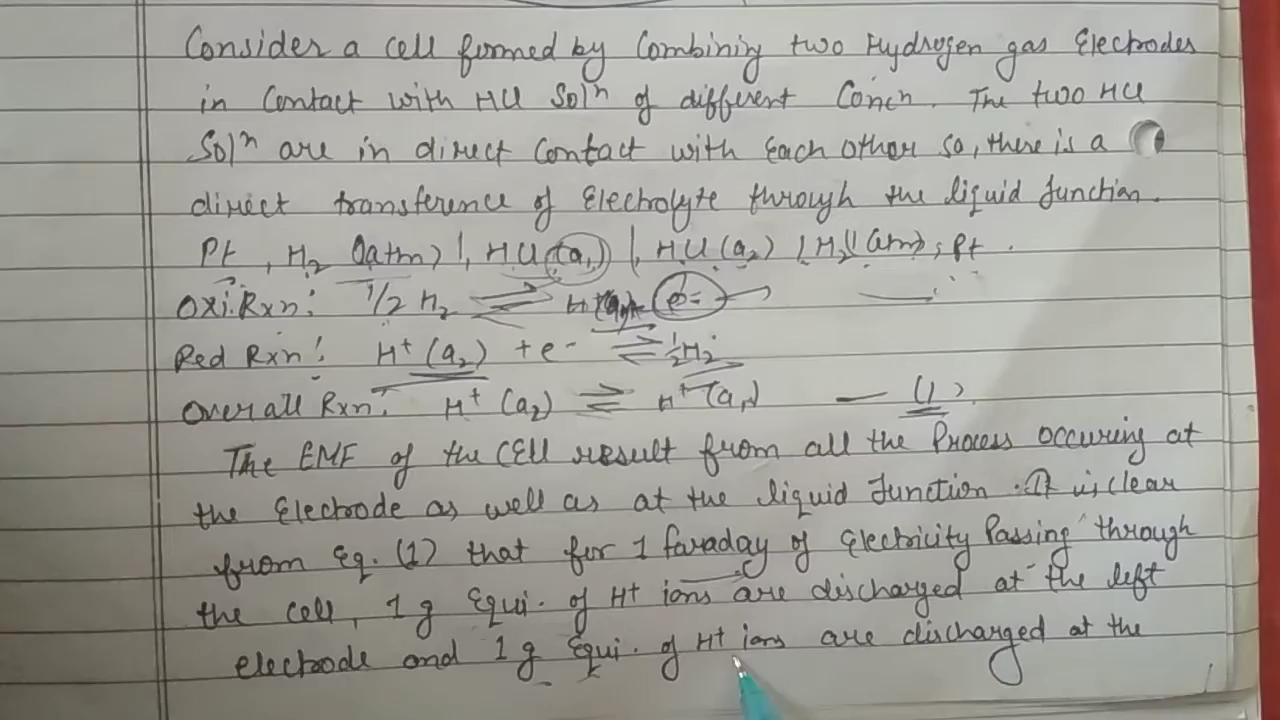 Consider a cell formed by Combining two Hydrogen gas Electrodes
in Contact with HCl Solⁿ of different Concn. The two HCl
Solⁿ are in direct Contact with Each other so, there is a
direct transference of Electrolyte through the liquid Junction.
Pt, H₂ (1atm) | HCl (a₁) | HCl (a₂) | H₂ (1 atm), Pt.
Oxi. Rxn: 1/2 H₂ ⇌ H⁺(a₁) + e⁻
Red Rxn: H⁺ (a₂) + e⁻ ⇌ ½H₂
Overall Rxn: H⁺ (a₂) ⇌ H⁺ (a₁) — (1)
The EMF of the CEll result from all the Process occuring at
the Electrode as well as at the liquid Junction. It is clear
from Eq. (1) that for 1 faraday of Electricity Passing through
the cell, 1 g Equi. of H⁺ ions are discharged at the left
electrode and 1 g Equi. of H⁺ ions are discharged at the